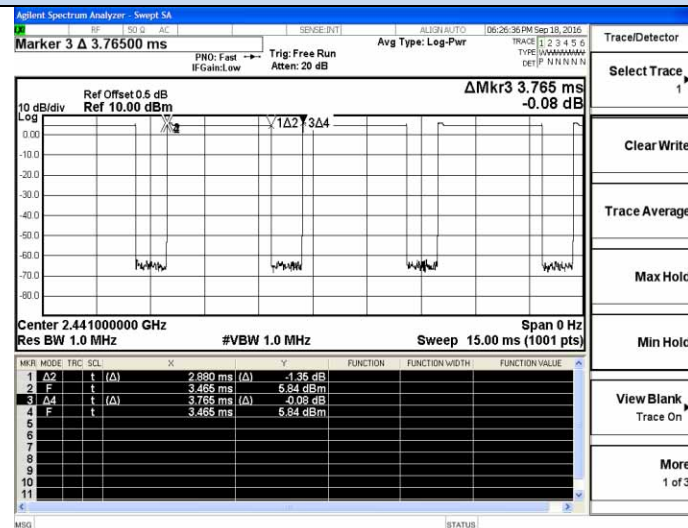 Agilent Spectrum Analyzer - Swept SA
RF 50 Ω AC SENSE:INT ALIGN AUTO 06:26:36 PM Sep 18, 2016
Marker 3 Δ 3.76500 ms
PNO: Fast
IFGain:Low
Trig: Free Run
Atten: 20 dB
Avg Type: Log-Pwr
TRACE 1 2 3 4 5 6
TYPE
DET P N N N N N
Ref Offset 0.5 dB
10 dB/div Ref 10.00 dBm
ΔMkr3 3.765 ms
-0.08 dB
Log
0.00
-10.0
-20.0
-30.0
-40.0
-50.0
-60.0
-70.0
-80.0
1Δ2 3Δ4
Center 2.441000000 GHz Span 0 Hz
Res BW 1.0 MHz #VBW 1.0 MHz Sweep 15.00 ms (1001 pts)
MKR MODE TRC SCL X Y FUNCTION FUNCTION WIDTH FUNCTION VALUE
1 Δ2 t (Δ) 2.880 ms (Δ) -1.35 dB
2 F t 3.465 ms 5.84 dBm
3 Δ4 t (Δ) 3.765 ms (Δ) -0.08 dB
4 F t 3.465 ms 5.84 dBm
5
6
7
8
9
10
11
MSG STATUS
Trace/Detector
Select Trace
1
Clear Write
Trace Average
Max Hold
Min Hold
View Blank
Trace On
More
1 of 3